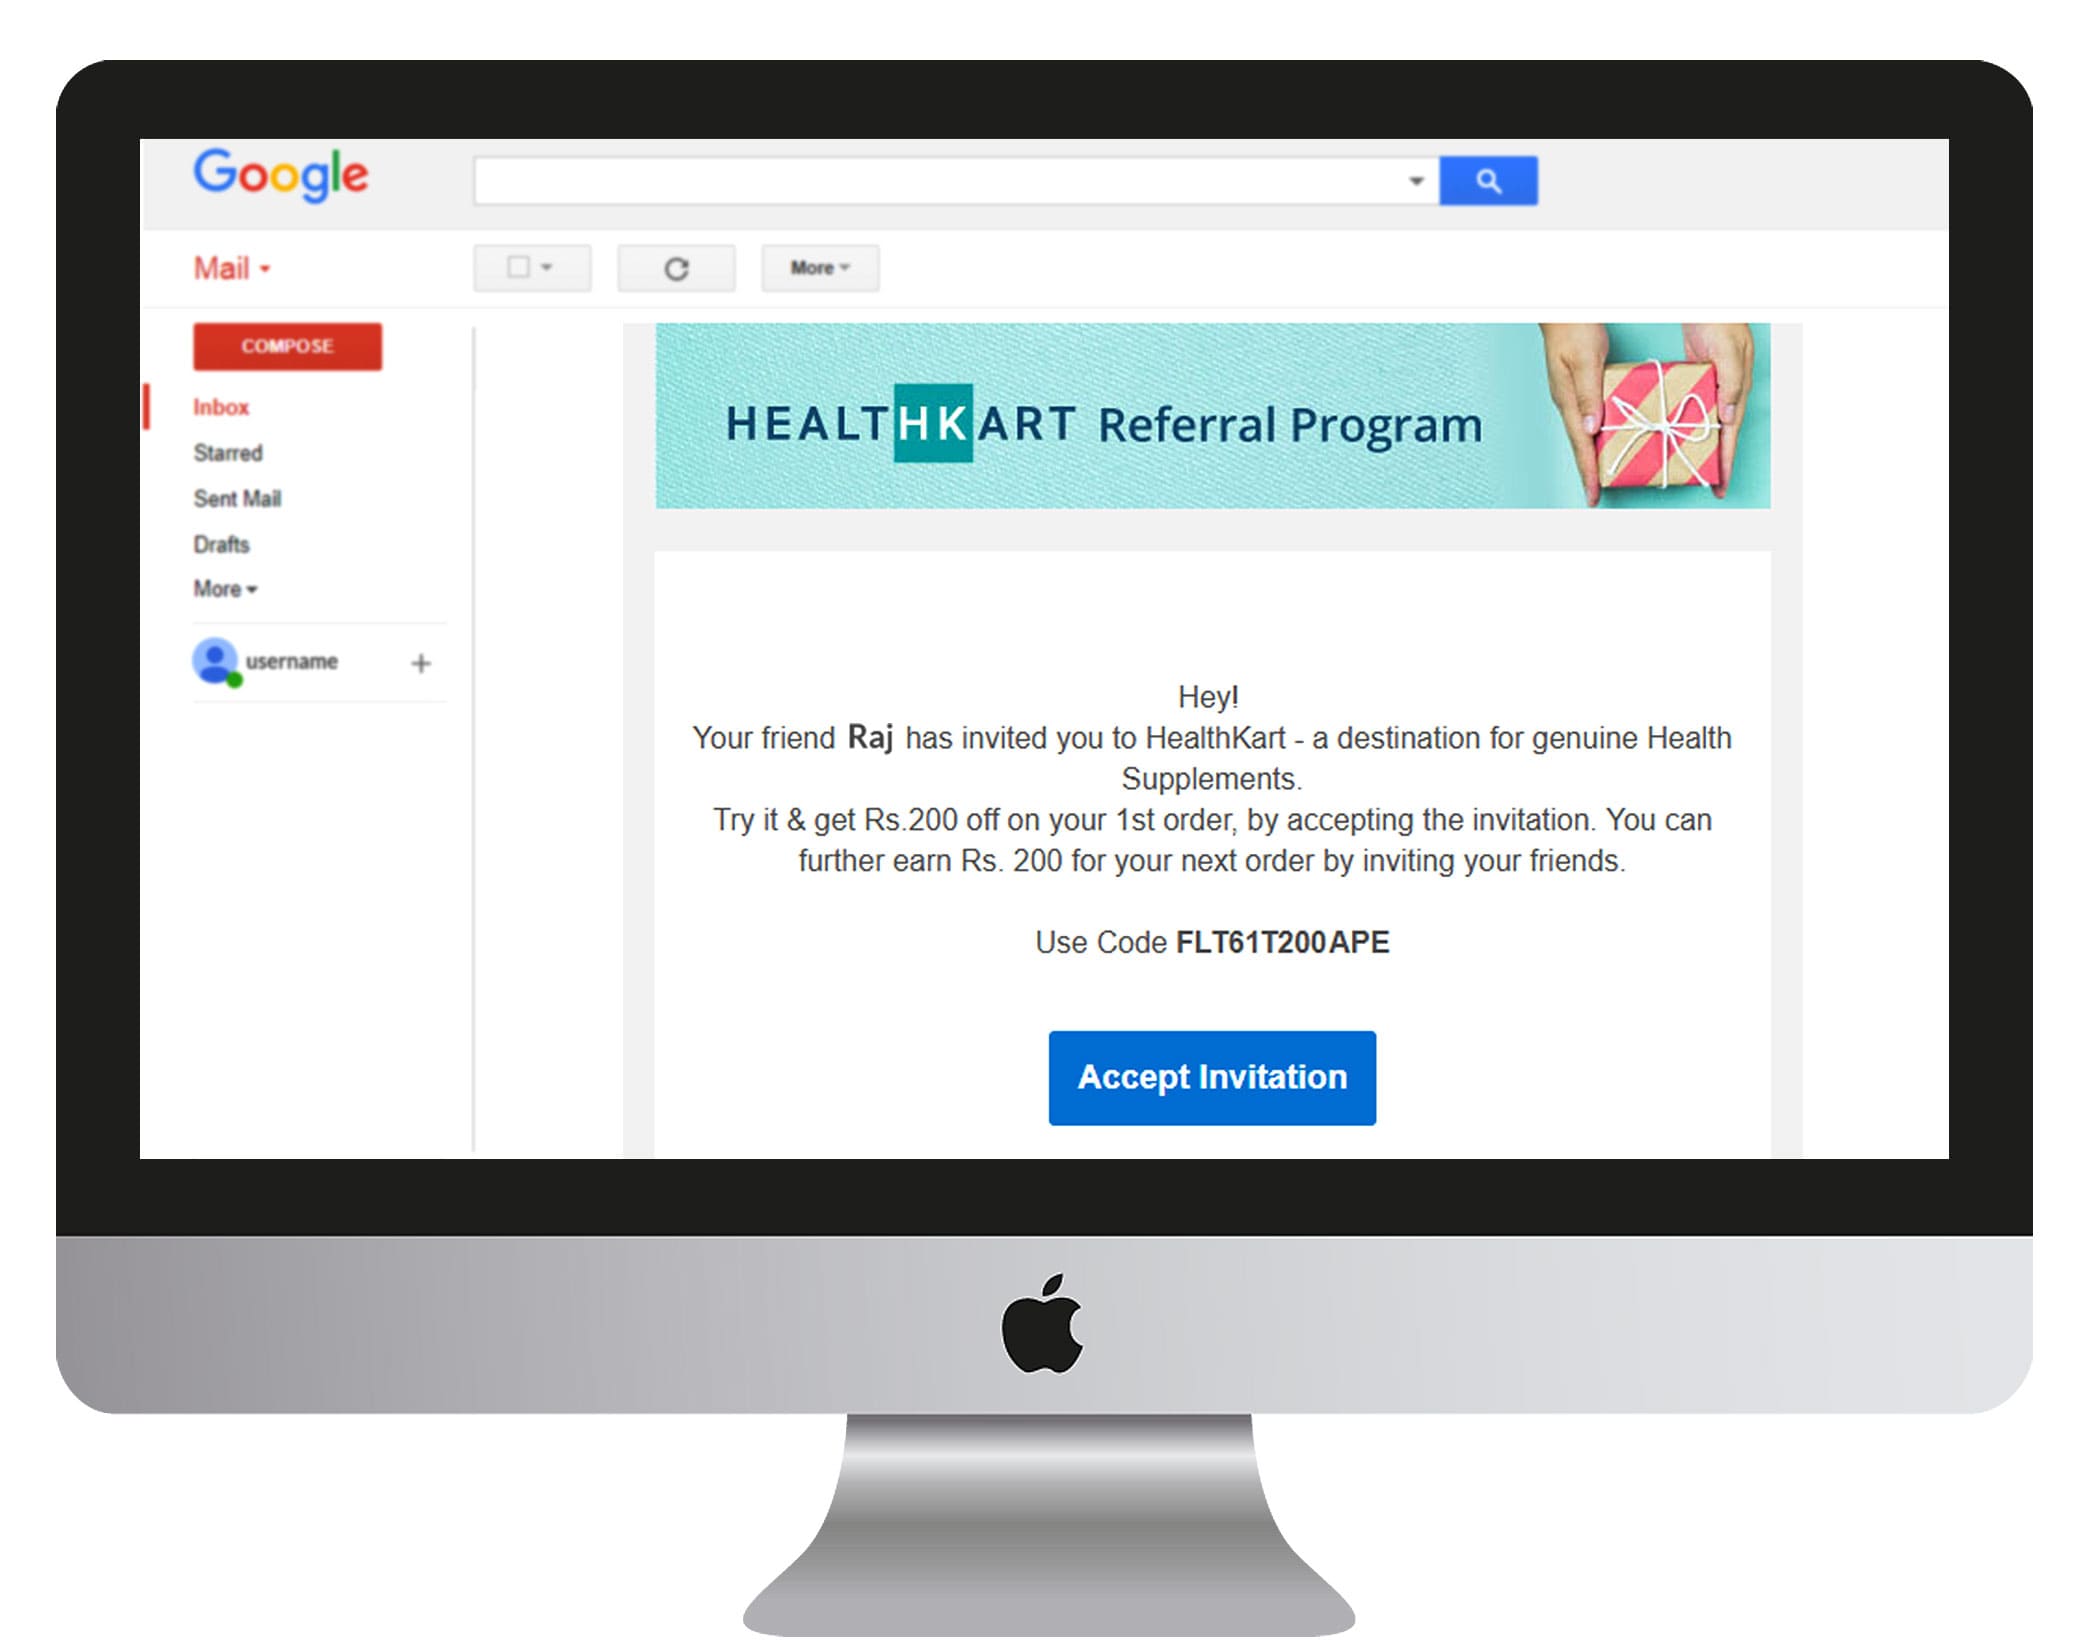 Google
Mail
More
COMPOSE
Inbox
Starred
Sent Mail
Drafts
More
username
HEALTHKART Referral Program
Hey!
Your friend Raj has invited you to HealthKart - a destination for genuine Health
Supplements.
Try it & get Rs.200 off on your 1st order, by accepting the invitation. You can
further earn Rs. 200 for your next order by inviting your friends.
Use Code FLT61T200APE
Accept Invitation